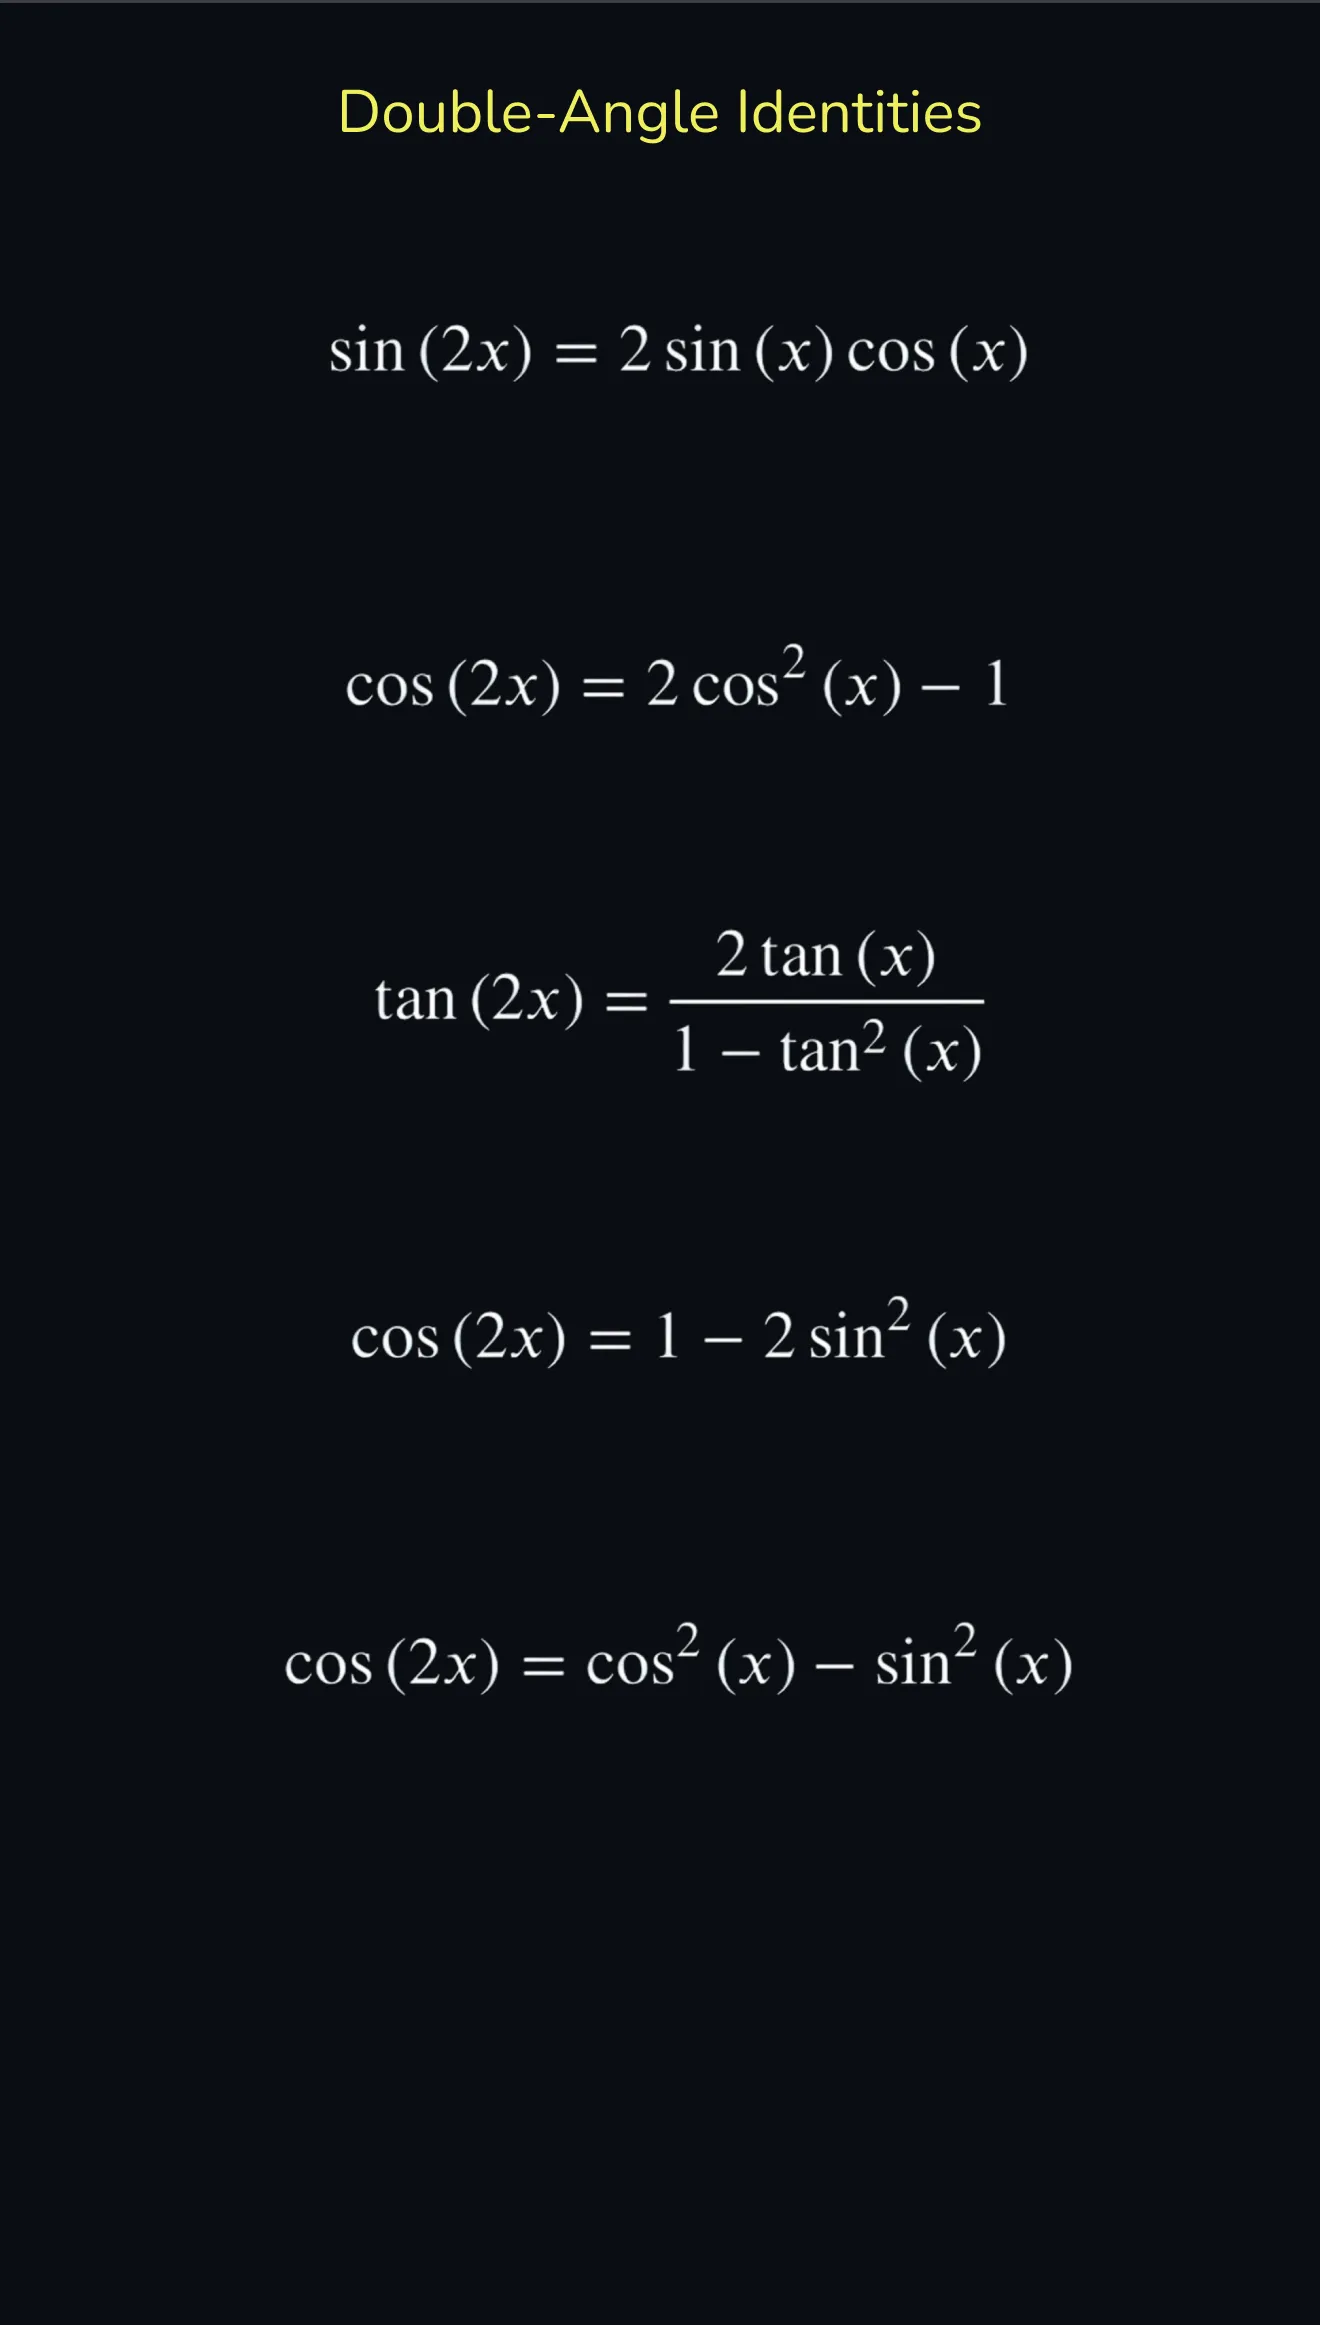 Double-Angle Identities
sin (2x) = 2 sin (x) cos (x)
cos (2x) = 2 cos² (x) − 1
tan (2x) = 2 tan (x) / 1 − tan² (x)
cos (2x) = 1 − 2 sin² (x)
cos (2x) = cos² (x) − sin² (x)